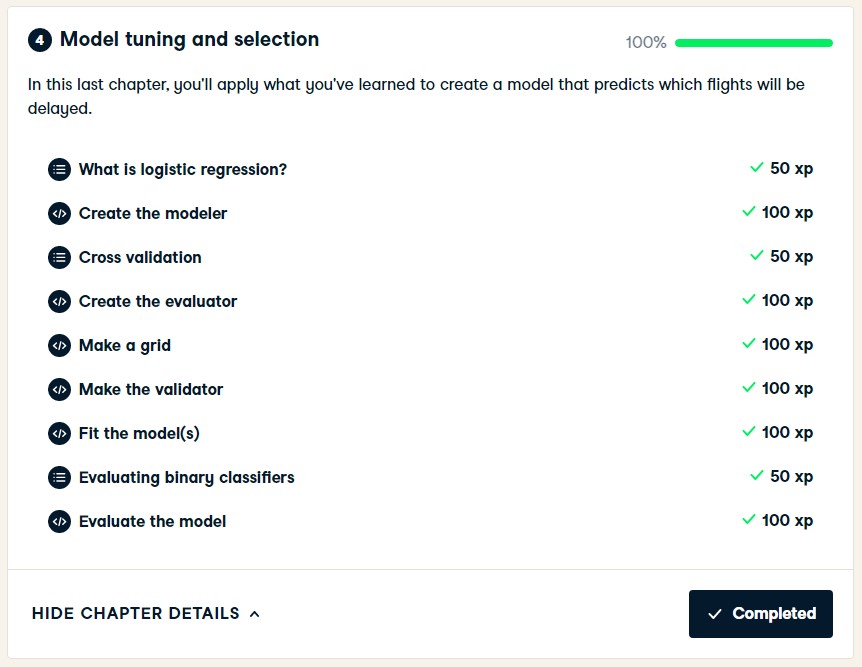 4 Model tuning and selection
100%
In this last chapter, you'll apply what you've learned to create a model that predicts which flights will be
delayed.
What is logistic regression? 50 xp
Create the modeler 100 xp
Cross validation 50 xp
Create the evaluator 100 xp
Make a grid 100 xp
Make the validator 100 xp
Fit the model(s) 100 xp
Evaluating binary classifiers 50 xp
Evaluate the model 100 xp
HIDE CHAPTER DETAILS
Completed